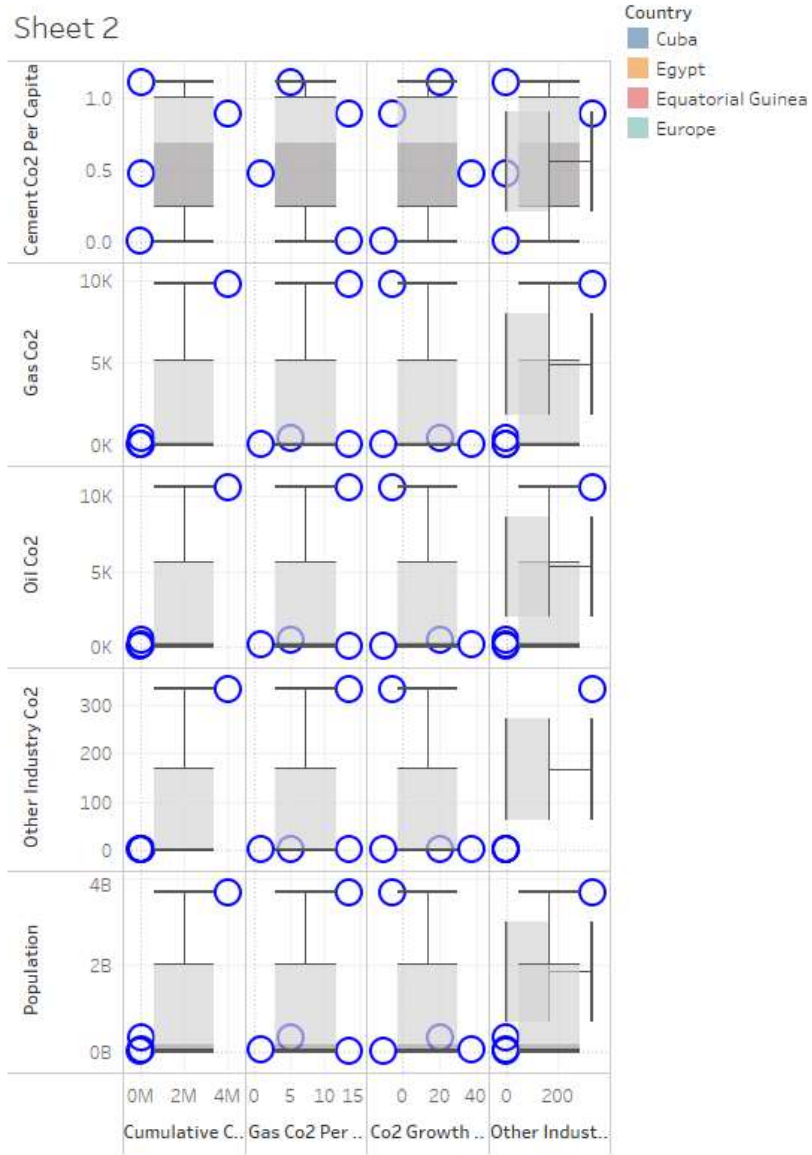 Sheet 2
Country
Cuba
Egypt
Equatorial Guinea
Europe
Cement Co2 Per Capita
1.0
0.5
0.0
Gas Co2
10K
5K
0K
Oil Co2
10K
5K
0K
Other Industry Co2
300
200
100
0
Population
4B
2B
0B
0M 2M 4M 0 5 10 15 0 20 40 0 200
Cumulative C.. Gas Co2 Per .. Co2 Growth .. Other Indust..